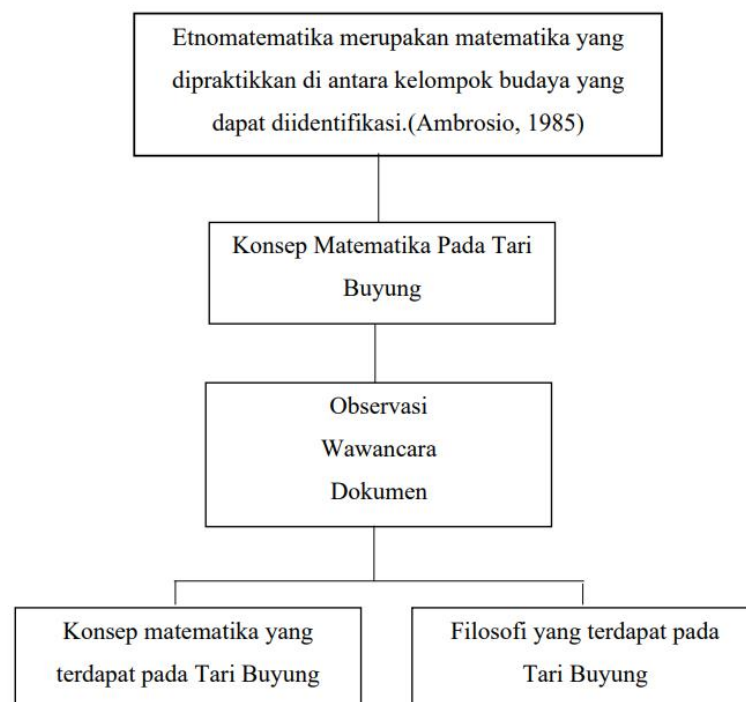 Etnomatematika merupakan matematika yang
dipraktikkan di antara kelompok budaya yang
dapat diidentifikasi.(Ambrosio, 1985)
Konsep Matematika Pada Tari
Buyung
Observasi
Wawancara
Dokumen
Konsep matematika yang
terdapat pada Tari Buyung
Filosofi yang terdapat pada
Tari Buyung